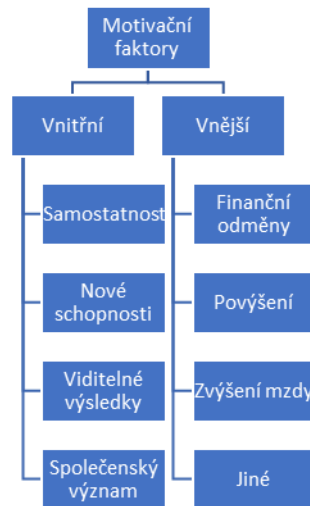 Motivační
faktory
Vnitřní
Vnější
Samostatnost
Finanční
odměny
Nové
schopnosti
Povýšení
Viditelné
výsledky
Zvýšení mzdy
Společenský
význam
Jiné